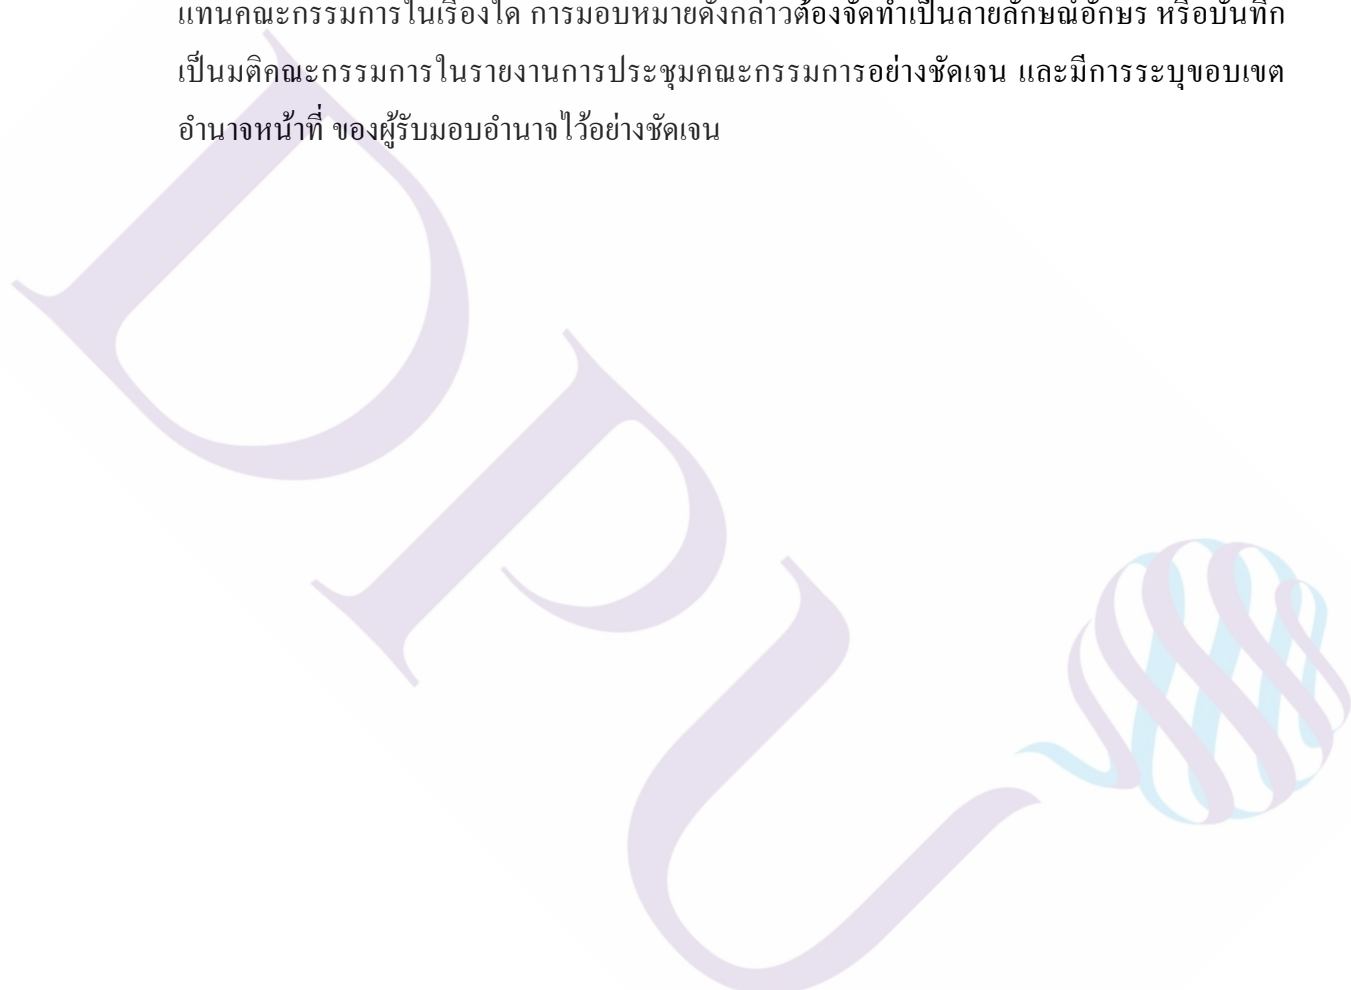 แทนคณะกรรมการในเรื่องใด การมอบหมายดังกล่าวต้องจัดทำเป็นลายลักษณ์อักษร หรือบันทึก
เป็นมติคณะกรรมการในรายงานการประชุมคณะกรรมการอย่างชัดเจน และมีการระบุขอบเขต
อำนาจหน้าที่ ของผู้รับมอบอำนาจไว้อย่างชัดเจน
DPU